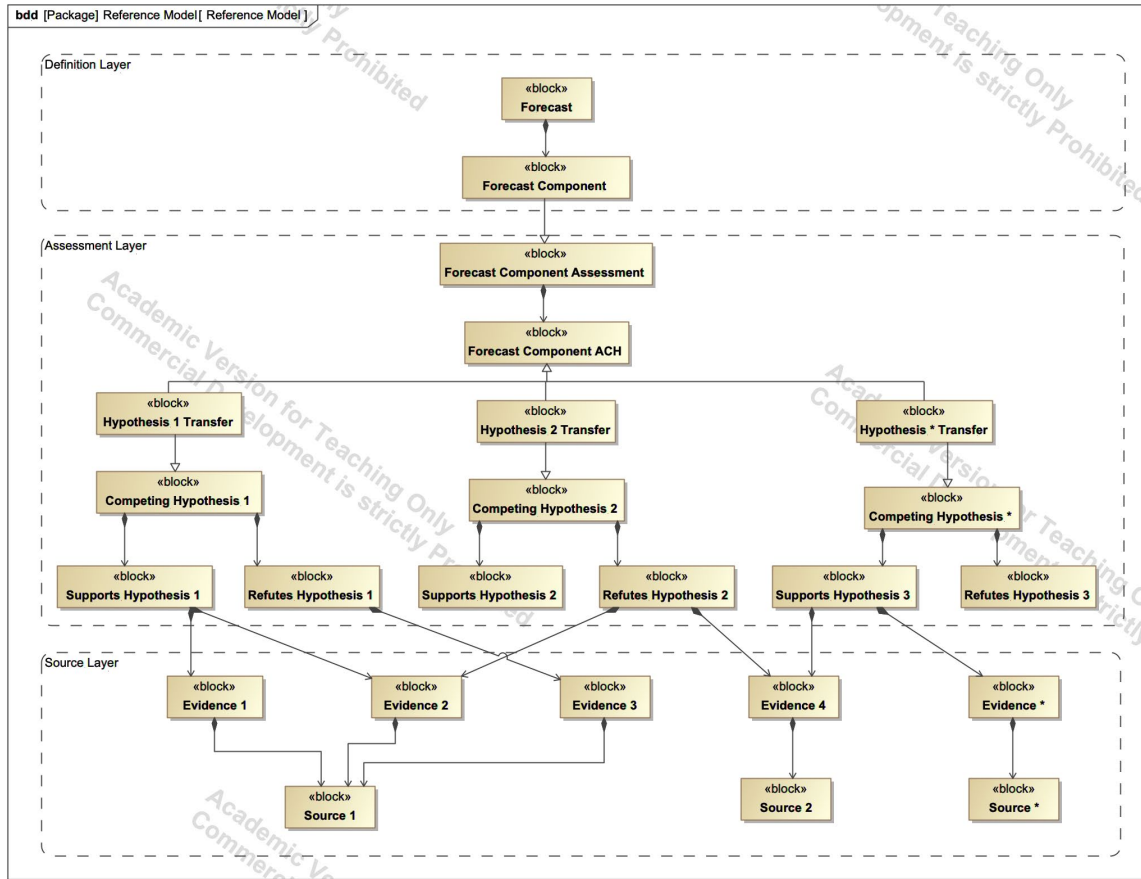 bdd [Package] Reference Model[ Reference Model ]
Definition Layer
«block»
Forecast
«block»
Forecast Component
Assessment Layer
«block»
Forecast Component Assessment
«block»
Forecast Component ACH
«block»
Hypothesis 1 Transfer
«block»
Hypothesis 2 Transfer
«block»
Hypothesis * Transfer
«block»
Competing Hypothesis 1
«block»
Competing Hypothesis 2
«block»
Competing Hypothesis *
«block»
Supports Hypothesis 1
«block»
Refutes Hypothesis 1
«block»
Supports Hypothesis 2
«block»
Refutes Hypothesis 2
«block»
Supports Hypothesis 3
«block»
Refutes Hypothesis 3
Source Layer
«block»
Evidence 1
«block»
Evidence 2
«block»
Evidence 3
«block»
Evidence 4
«block»
Evidence *
«block»
Source 1
«block»
Source 2
«block»
Source *
Academic Version for Teaching Only
Commercial Development is strictly Prohibited